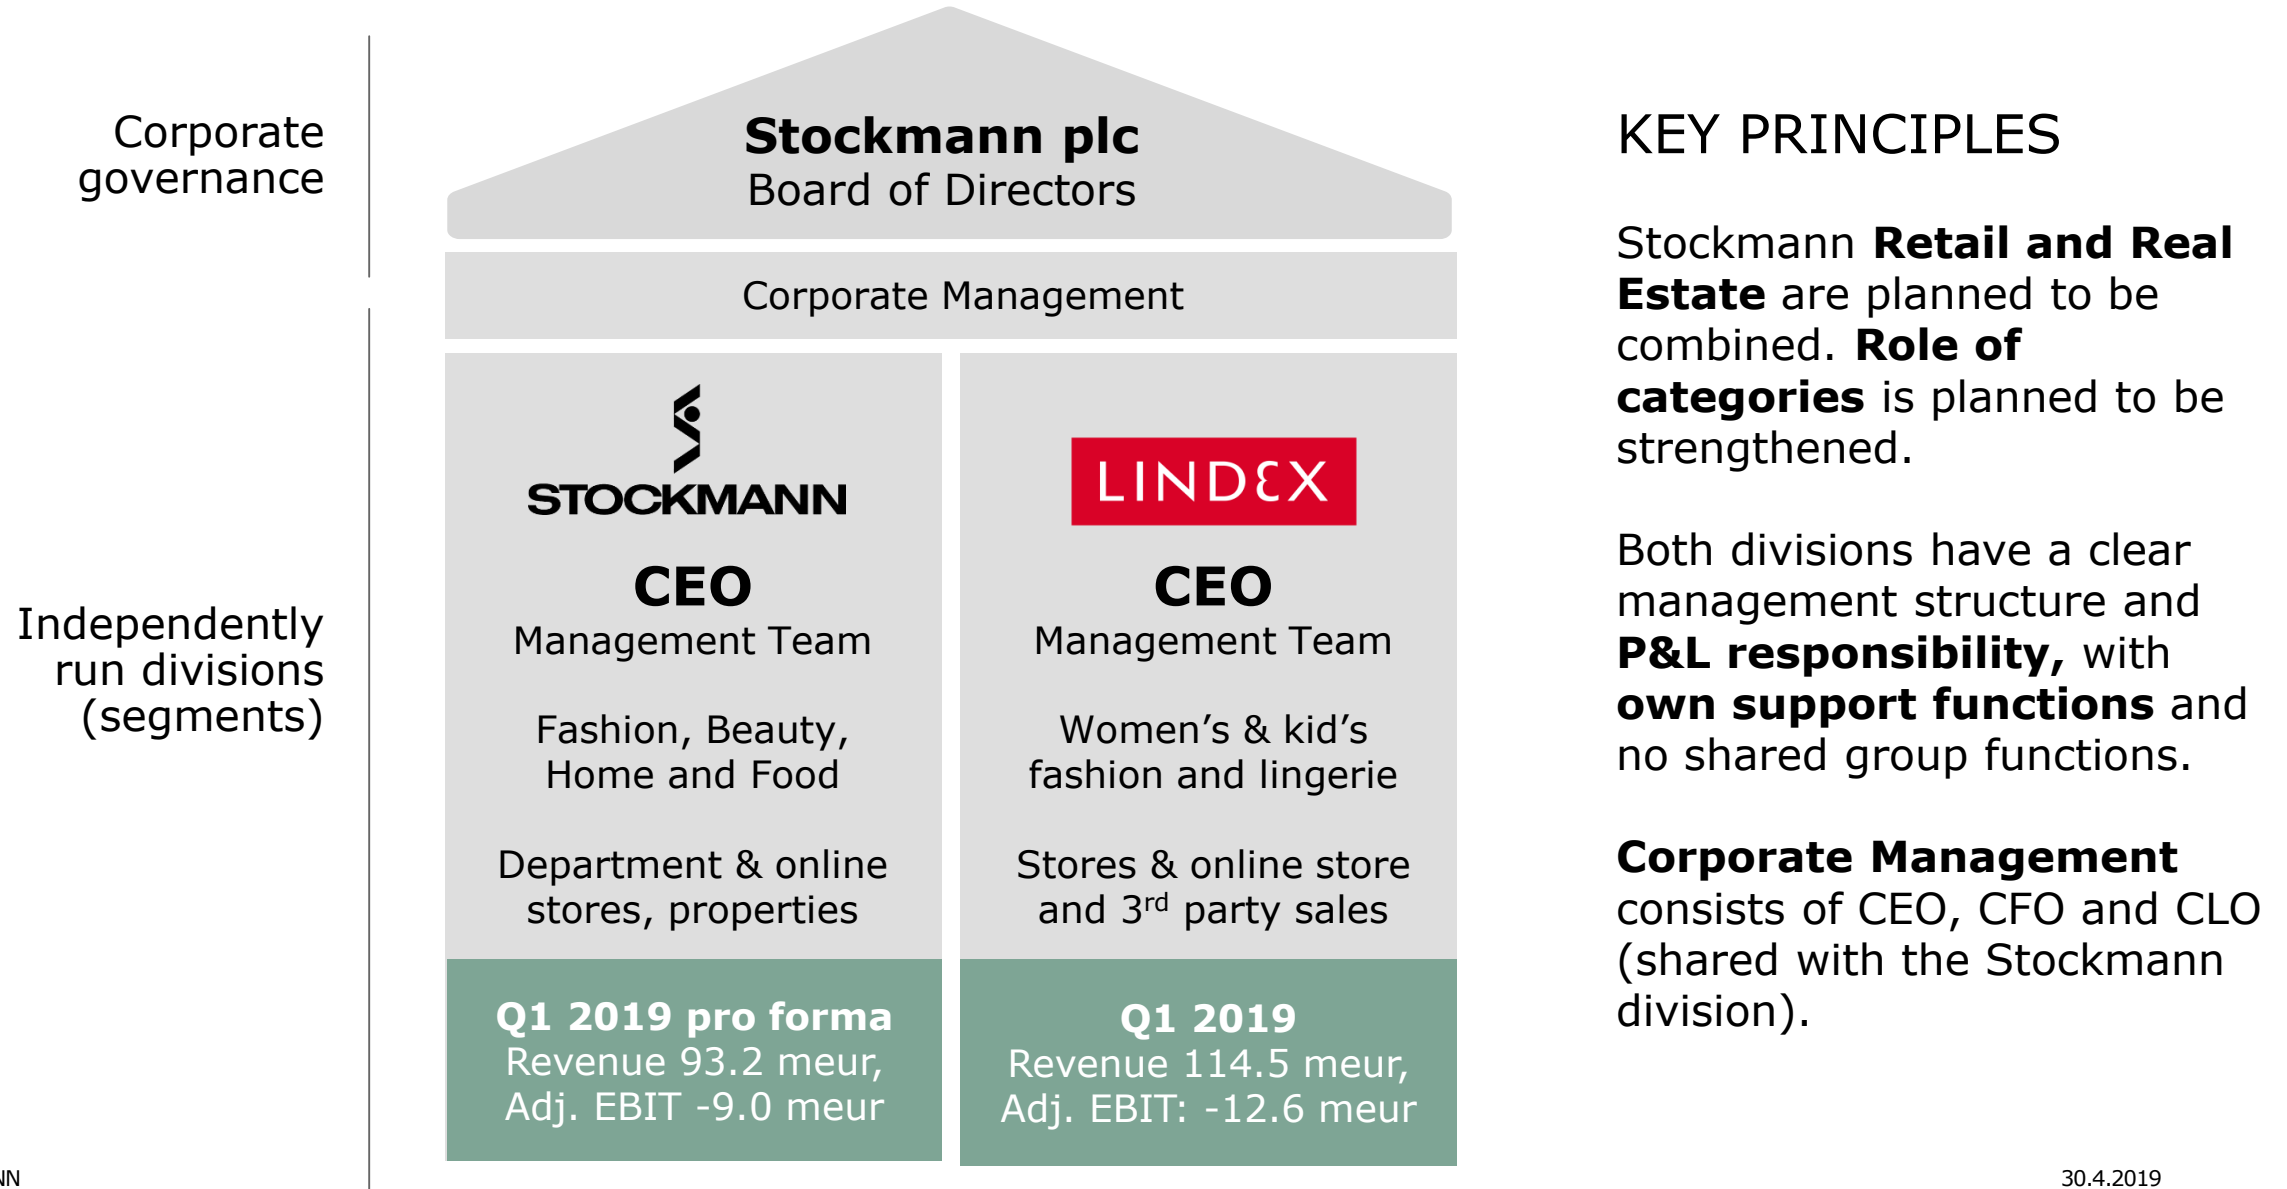 Corporate
governance
Stockmann plc
Board of Directors
Corporate Management
Independently
run divisions
(segments)
STOCKMANN
CEO
Management Team
Fashion, Beauty,
Home and Food
Department & online
stores, properties
Q1 2019 pro forma
Revenue 93.2 meur,
Adj. EBIT -9.0 meur
LINDEX
CEO
Management Team
Women’s & kid’s
fashion and lingerie
Stores & online store
and 3rd party sales
Q1 2019
Revenue 114.5 meur,
Adj. EBIT: -12.6 meur
KEY PRINCIPLES
Stockmann Retail and Real
Estate are planned to be
combined. Role of
categories is planned to be
strengthened.
Both divisions have a clear
management structure and
P&L responsibility, with
own support functions and
no shared group functions.
Corporate Management
consists of CEO, CFO and CLO
(shared with the Stockmann
division).
30.4.2019